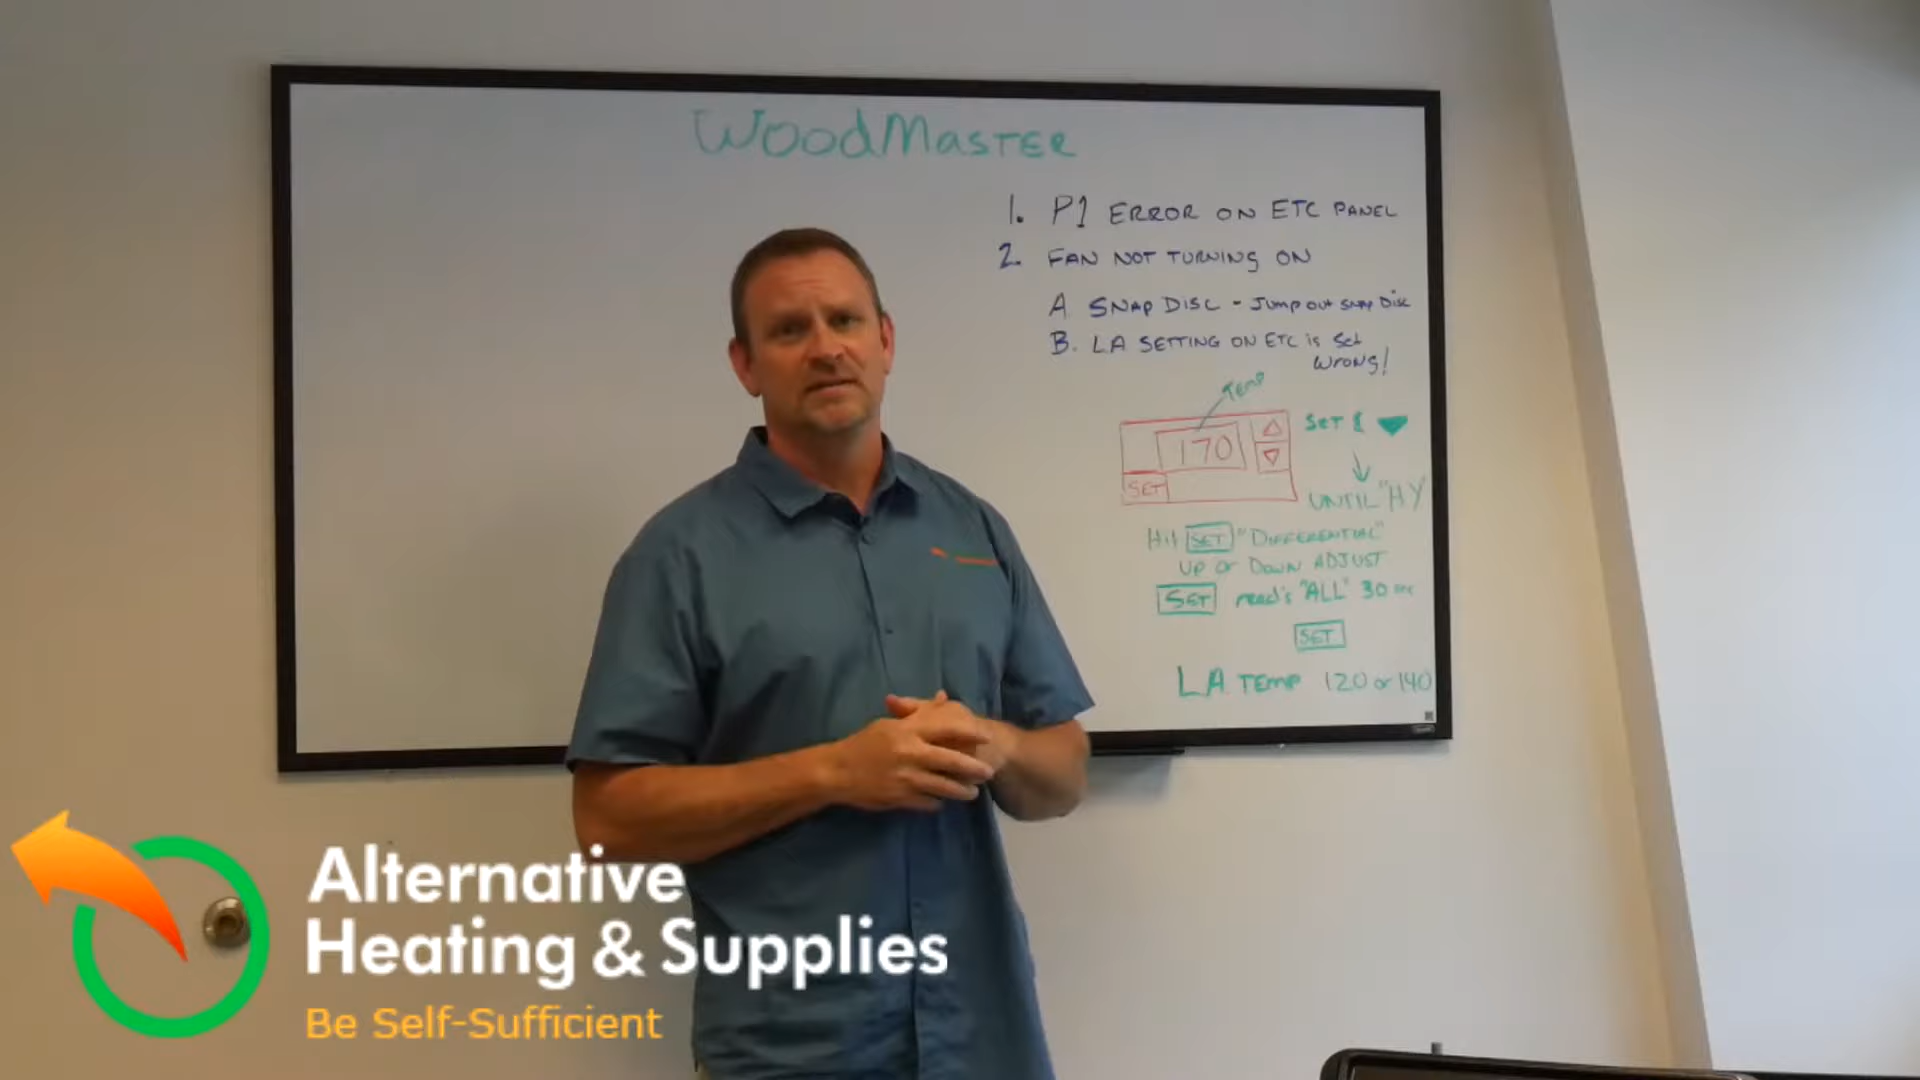 WOODMASTER
1. P1 ERROR ON ETC PANEL
2. FAN NOT TURNING ON
A SNAP DISC - JUMP OUT SNAP DISC
B. LA SETTING ON ETC is Set
WRONG!
TEMP
170
SET
SET &
UNTIL "HY
Hit SET "DIFFERENTIAL"
UP or DOWN ADJUST
SET read's "ALL" 30 sec
SET
LA TEMP 120 or 140
Alternative
Heating & Supplies
Be Self-Sufficient